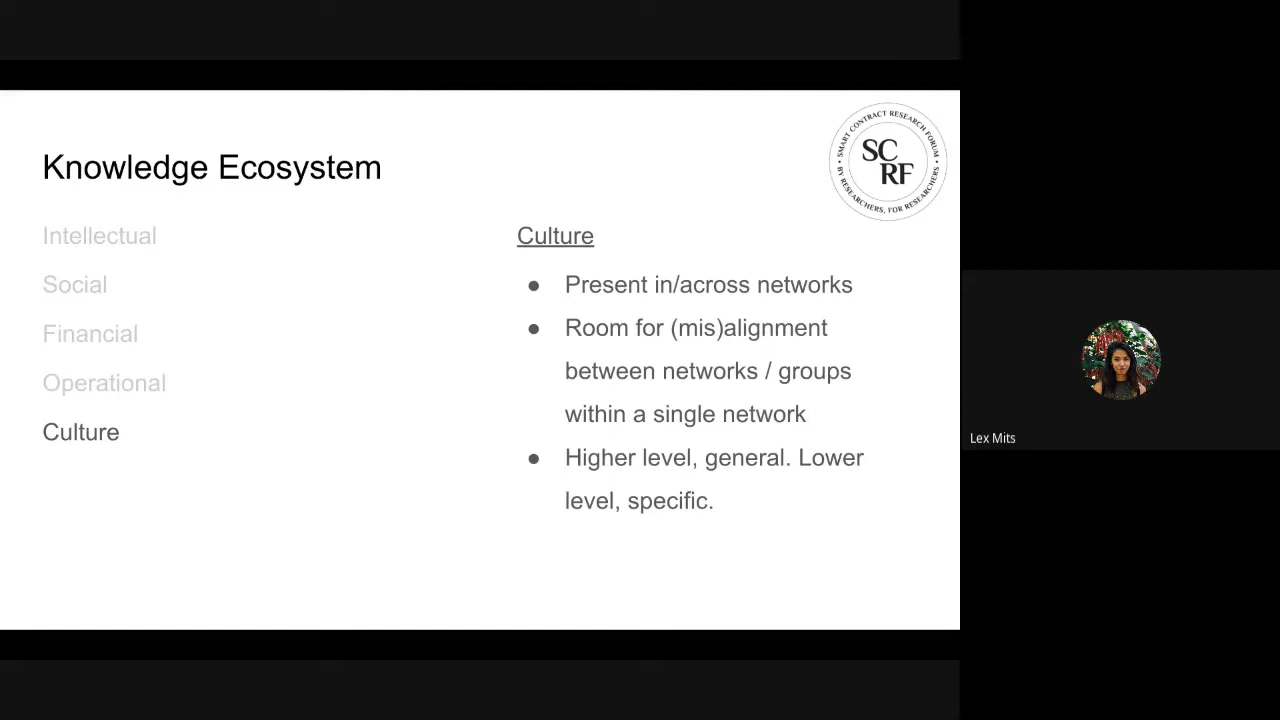 Knowledge Ecosystem
SMART CONTRACT RESEARCH FORUM
SC
RF
• BY RESEARCHERS, FOR RESEARCHERS •
Intellectual
Social
Financial
Operational
Culture
Culture
● Present in/across networks
● Room for (mis)alignment
between networks / groups
within a single network
● Higher level, general. Lower
level, specific.
Lex Mits